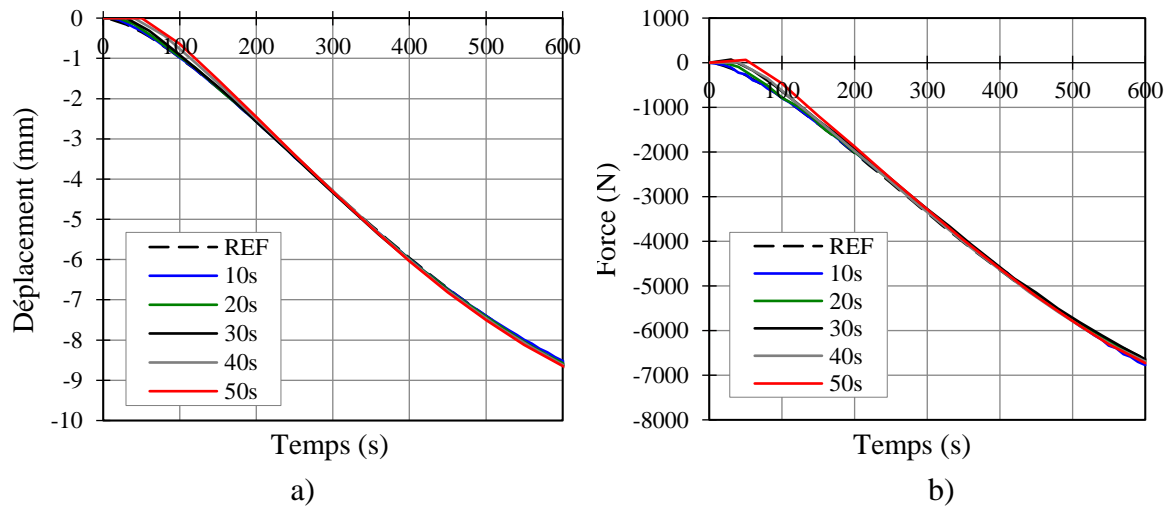 0
-1
-2
-3
-4
-5
-6
-7
-8
-9
-10
0 100 200 300 400 500 600
Déplacement (mm)
REF
10s
20s
30s
40s
50s
Temps (s)
a)
1000
0
-1000
-2000
-3000
-4000
-5000
-6000
-7000
-8000
0 100 200 300 400 500 600
Force (N)
REF
10s
20s
30s
40s
50s
Temps (s)
b)